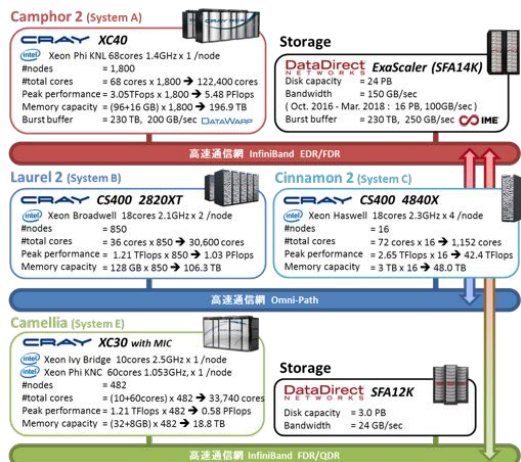 Camphor 2 (System A)
CRAY XC40
intel Xeon Phi KNL 68cores 1.4GHz x 1 /node
#nodes = 1,800
#total cores = 68 cores x 1,800 → 122,400 cores
Peak performance = 3.05TFops x 1,800 → 5.48 PFlops
Memory capacity = (96+16 GB) x 1,800 → 196.9 TB
Burst buffer = 230 TB, 200 GB/sec DATAWARP
Storage
DataDirect NETWORKS ExaScaler (SFA14K)
Disk capacity = 24 PB
Bandwidth = 150 GB/sec
( Oct. 2016 - Mar. 2018 : 16 PB, 100GB/sec )
Burst buffer = 230 TB, 250 GB/sec IME
高速通信網 InfiniBand EDR/FDR
Laurel 2 (System B)
CRAY CS400 2820XT
intel Xeon Broadwell 18cores 2.1GHz x 2 /node
#nodes = 850
#total cores = 36 cores x 850 → 30,600 cores
Peak performance = 1.21 TFlops x 850 → 1.03 PFlops
Memory capacity = 128 GB x 850 → 106.3 TB
Cinnamon 2 (System C)
CRAY CS400 4840X
intel Xeon Haswell 18cores 2.3GHz x 4 /node
#nodes = 16
#total cores = 72 cores x 16 → 1,152 cores
Peak performance = 2.65 TFlops x 16 → 42.4 TFlops
Memory capacity = 3 TB x 16 → 48.0 TB
高速通信網 Omni-Path
Camellia (System E)
CRAY XC30 with MIC
intel Xeon Ivy Bridge 10cores 2.5GHz x 1 /node
intel Xeon Phi KNC 60cores 1.053GHz, x 1 /node
#nodes = 482
#total cores = (10+60cores) x 482 → 33,740 cores
Peak performance = 1.21 TFlops x 482 → 0.58 PFlops
Memory capacity = (32+8GB) x 482 → 18.8 TB
Storage
DataDirect NETWORKS SFA12K
Disk capacity = 3.0 PB
Bandwidth = 24 GB/sec
高速通信網 InfiniBand FDR/QDR